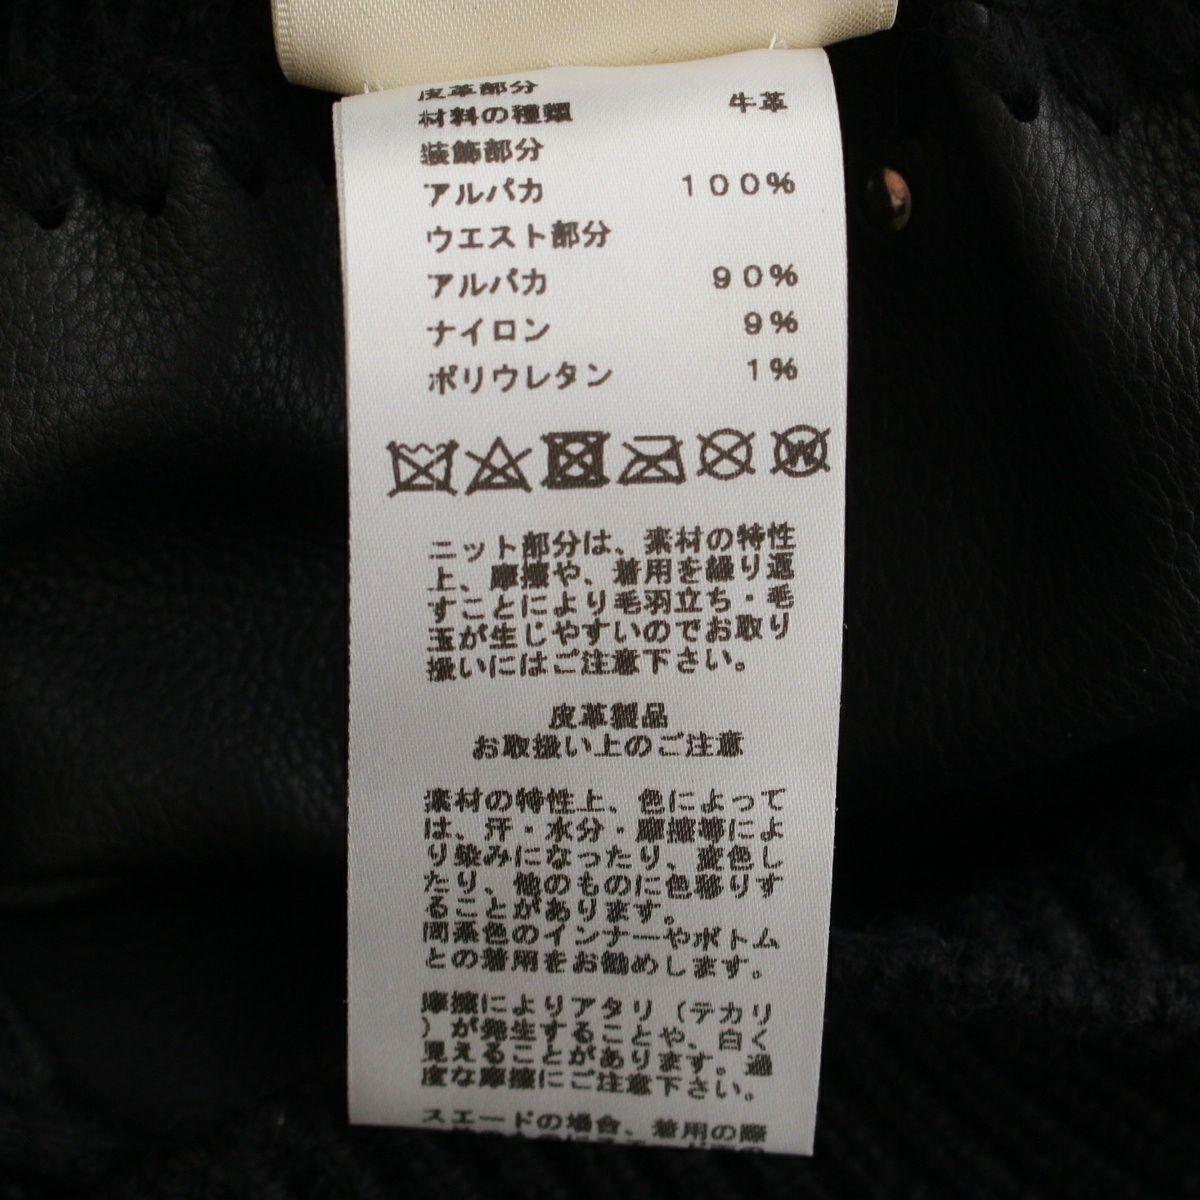 皮革部分
材料の種類 牛革
装飾部分
アルパカ 100%
ウエスト部分
アルパカ 90%
ナイロン 9%
ポリウレタン 1%
W
ニット部分は、素材の特性
上、摩擦や、着用を繰り返
すことにより毛羽立ち・毛
玉が生じやすいのでお取り
扱いにはご注意下さい。
皮革製品
お取扱い上のご注意
素材の特性上、色によって
は、汗・水分・摩擦等によ
り染みになったり、変色し
たり、他のものに色移りす
ることがあります。
同系色のインナーやボトム
との着用をお勧めします。
摩擦によりアタリ（テカリ
）が発生することや、白く
見えることがあります。過
度な摩擦にご注意下さい。
スエードの場合、着用の際